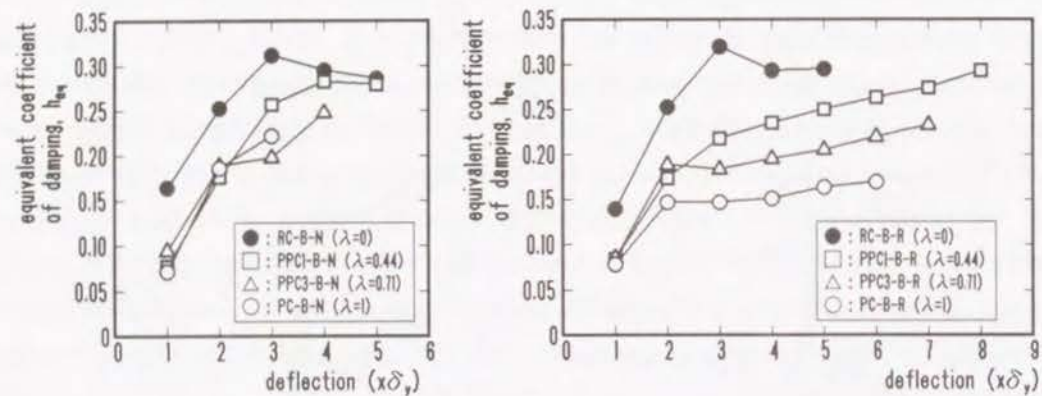 0.35
0.30
0.25
0.20
0.15
0.10
0.05
0
equivalent coefficient
of damping, h_eq
● : RC-B-N (λ=0)
□ : PPC1-B-N (λ=0.44)
△ : PPC3-B-N (λ=0.71)
○ : PC-B-N (λ=1)
0 1 2 3 4 5 6
deflection (xδ_y)
0.35
0.30
0.25
0.20
0.15
0.10
0.05
0
equivalent coefficient
of damping, h_eq
● : RC-B-R (λ=0)
□ : PPC1-B-R (λ=0.44)
△ : PPC3-B-R (λ=0.71)
○ : PC-B-R (λ=1)
0 1 2 3 4 5 6 7 8 9
deflection (xδ_y)